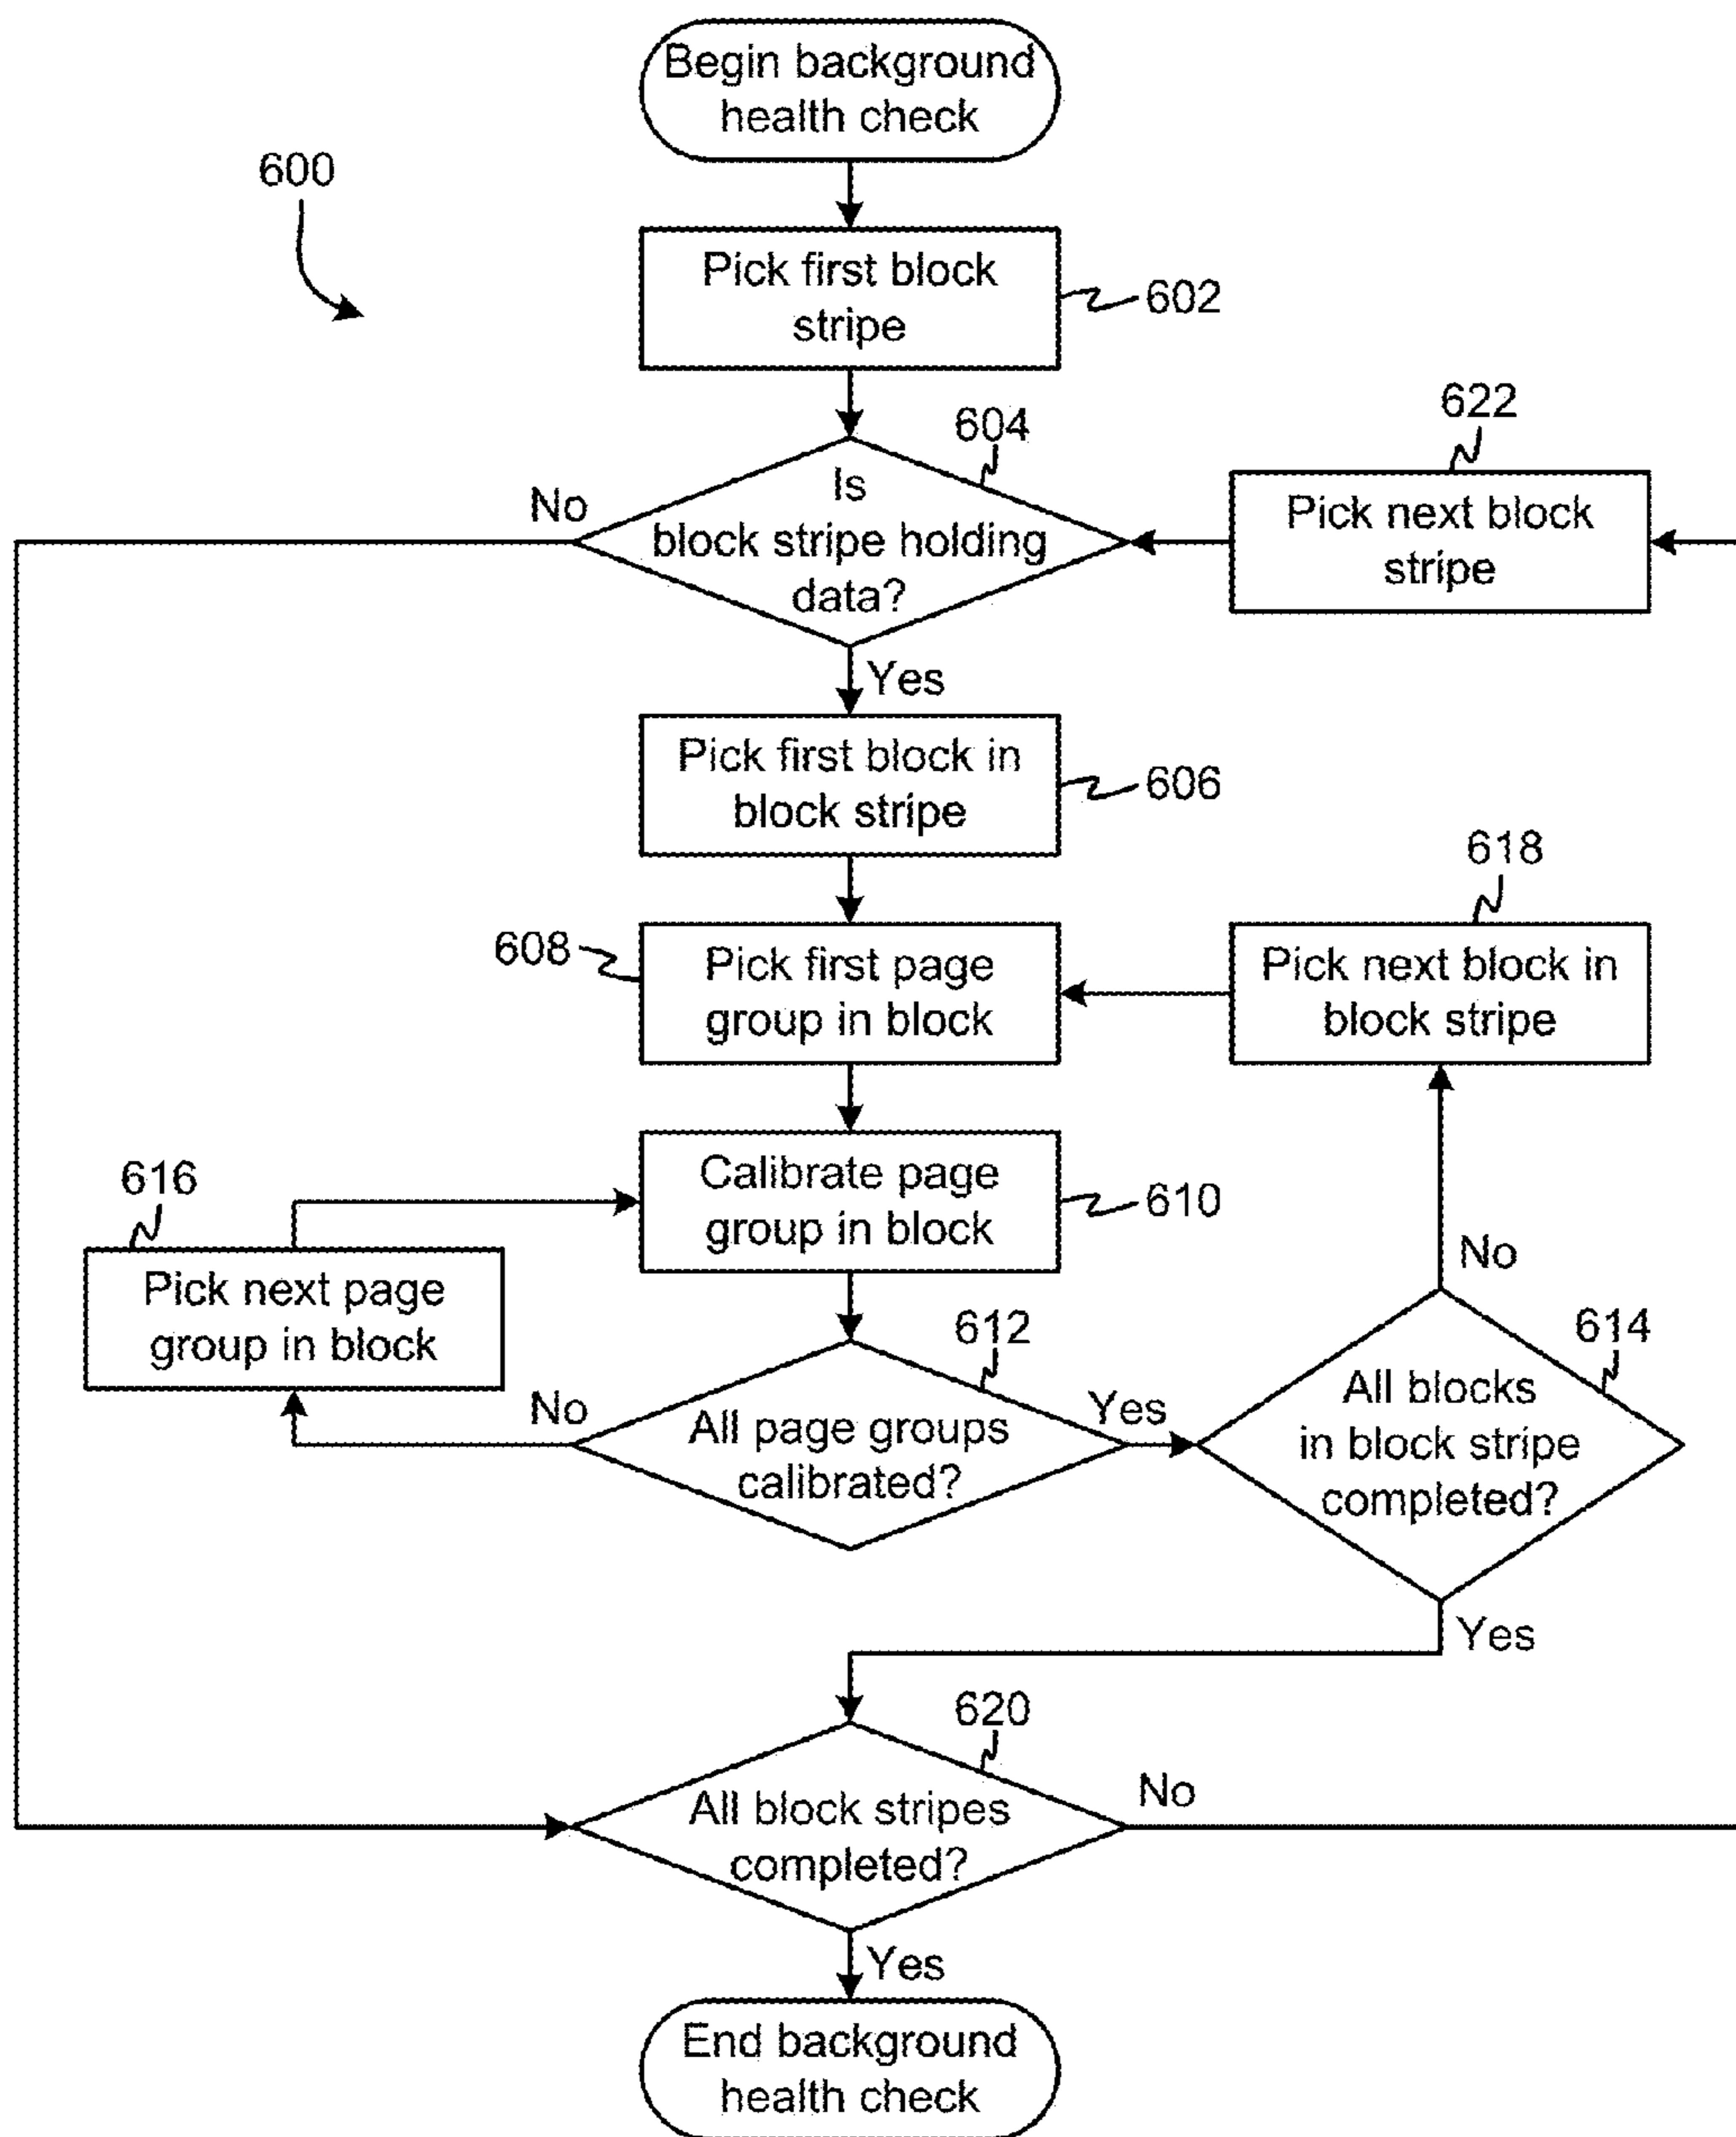 Begin background
health check
600
Pick first block
stripe
602
604
622
Is
block stripe holding
data?
No
Pick next block
stripe
Yes
Pick first block in
block stripe
606
618
608
Pick first page
group in block
Pick next block in
block stripe
616
Calibrate page
group in block
610
Pick next page
group in block
No
612
614
No
All page groups
calibrated?
Yes
All blocks
in block stripe
completed?
Yes
620
All block stripes
completed?
No
Yes
End background
health check